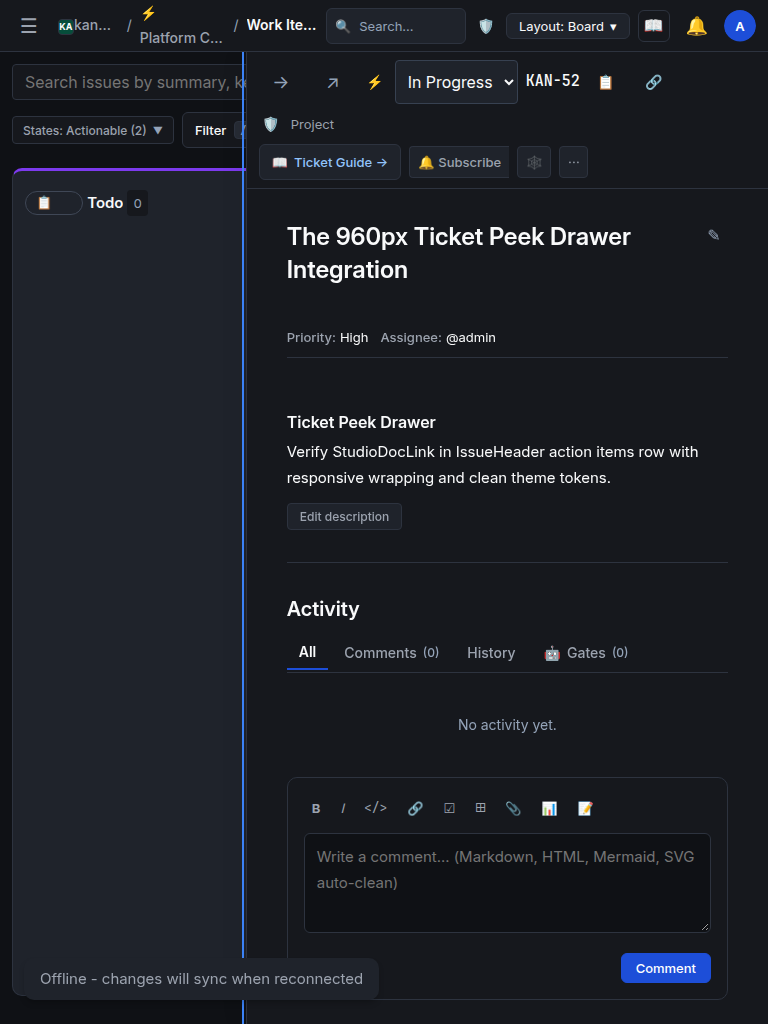 KA kan... / ⚡ Platform C... / Work Ite... Search... Layout: Board ▾ A
Search issues by summary, ke
States: Actionable (2) ▼ Filter /
Todo 0
In Progress KAN-52
Project
Ticket Guide → Subscribe ...
The 960px Ticket Peek Drawer
Integration
Priority: High Assignee: @admin
Ticket Peek Drawer
Verify StudioDocLink in IssueHeader action items row with
responsive wrapping and clean theme tokens.
Edit description
Activity
All Comments (0) History Gates (0)
No activity yet.
B I </>
Write a comment... (Markdown, HTML, Mermaid, SVG
auto-clean)
Comment
Offline - changes will sync when reconnected